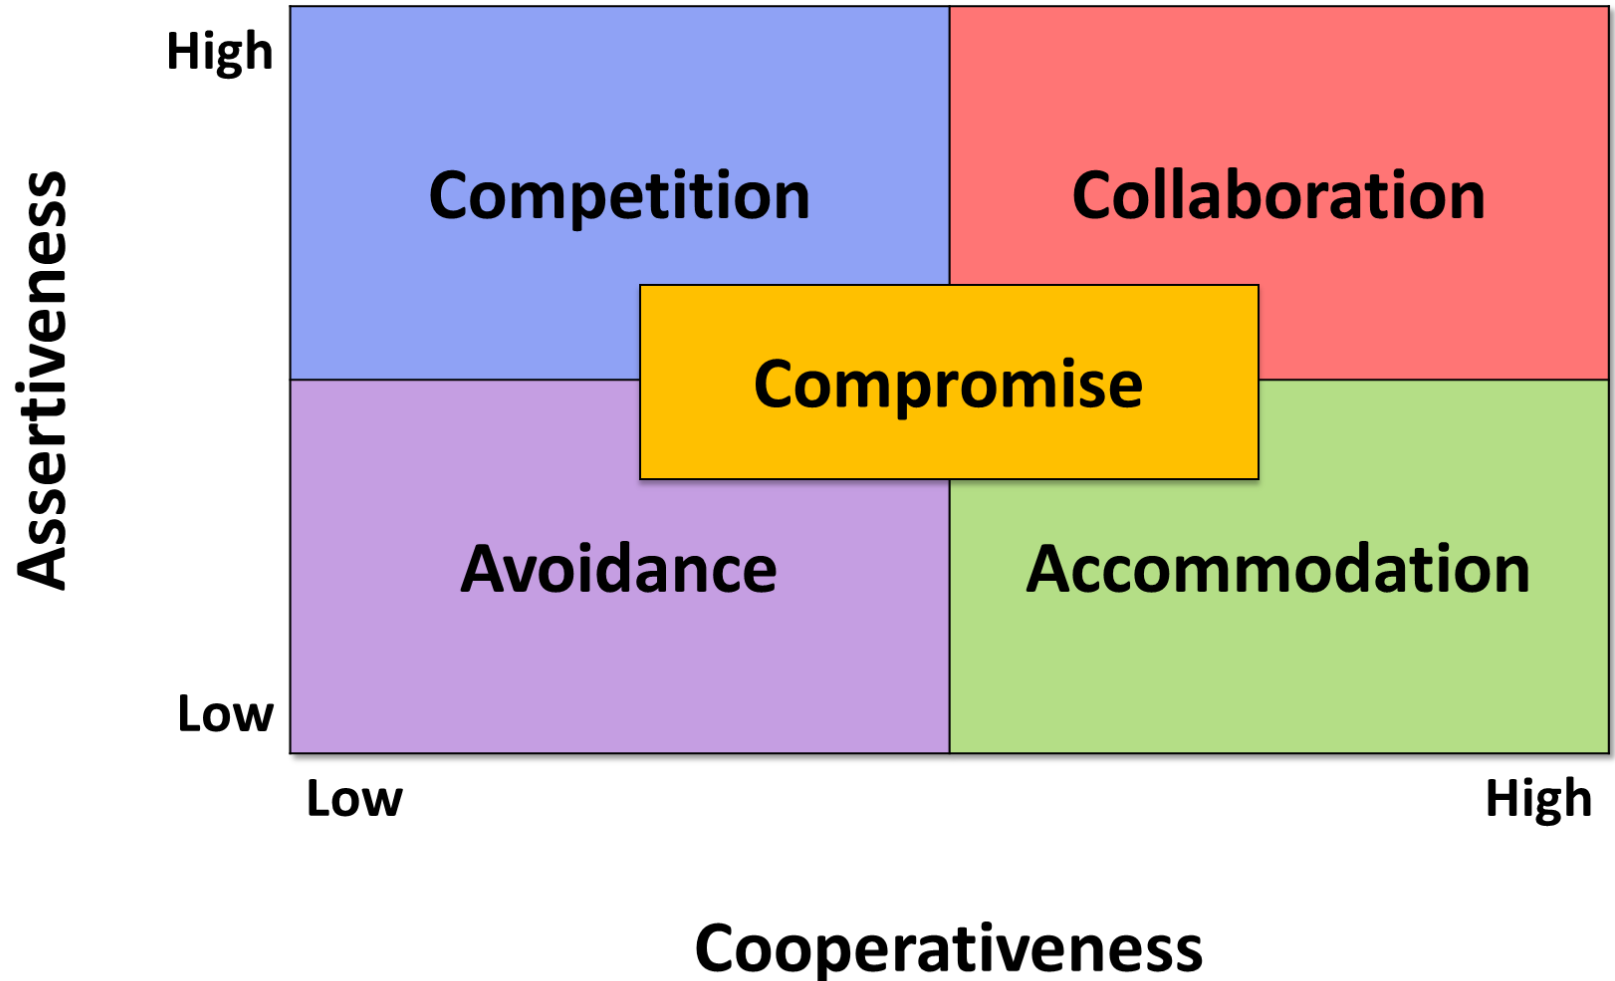 High
Competition
Collaboration
Assertiveness
Compromise
Avoidance
Accommodation
Low
Low
High
Cooperativeness